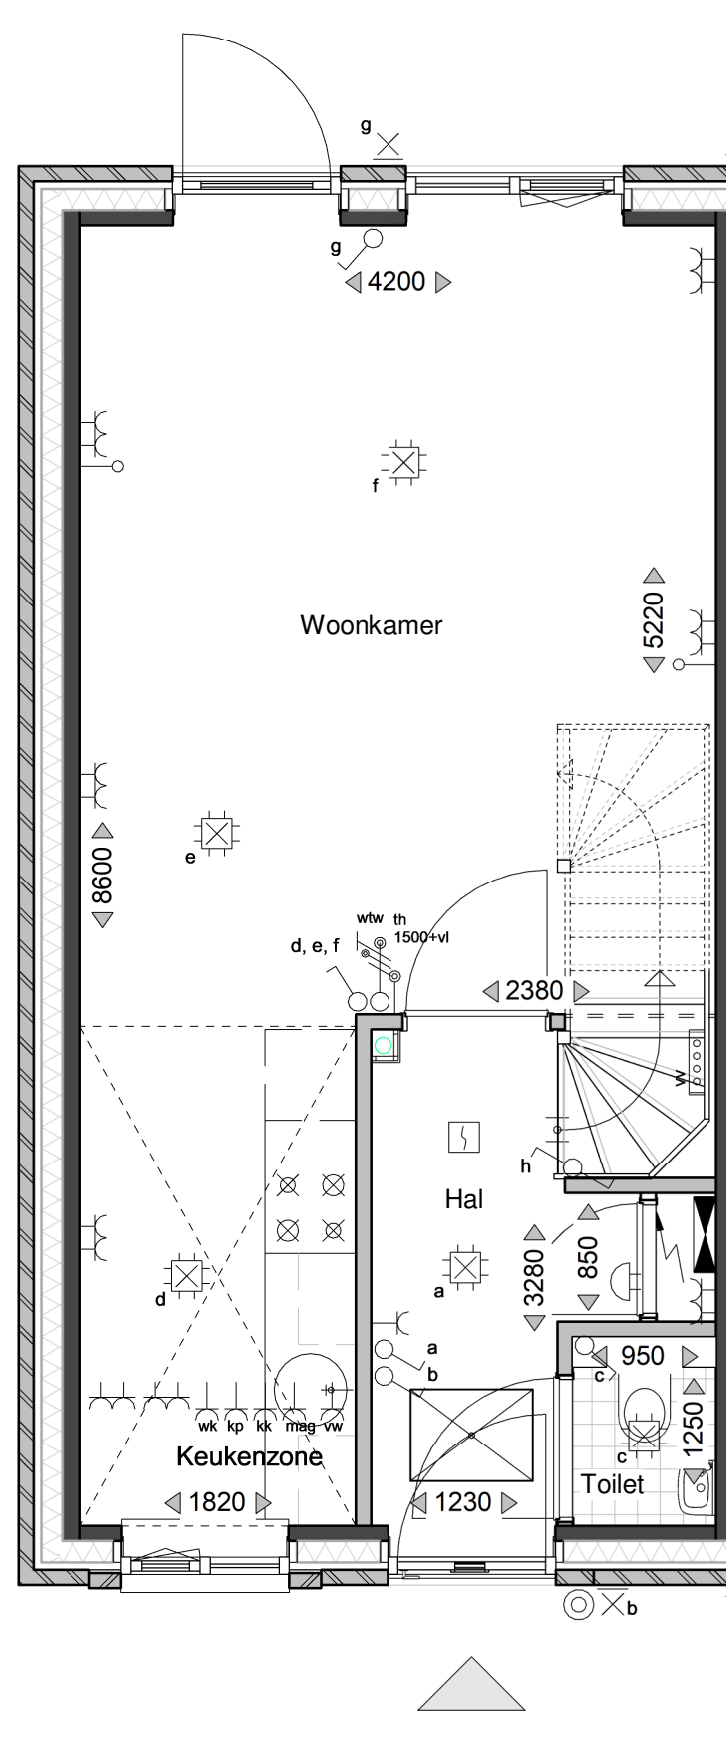 g
g
4200
f
Woonkamer
5220
e
8600
wtw th
1500+vl
d, e, f
2380
w
h
Hal
3280
850
d
a
a
b
950
c
1250
c
wk kp kk mag vw
Keukenzone
Toilet
1820
1230
b